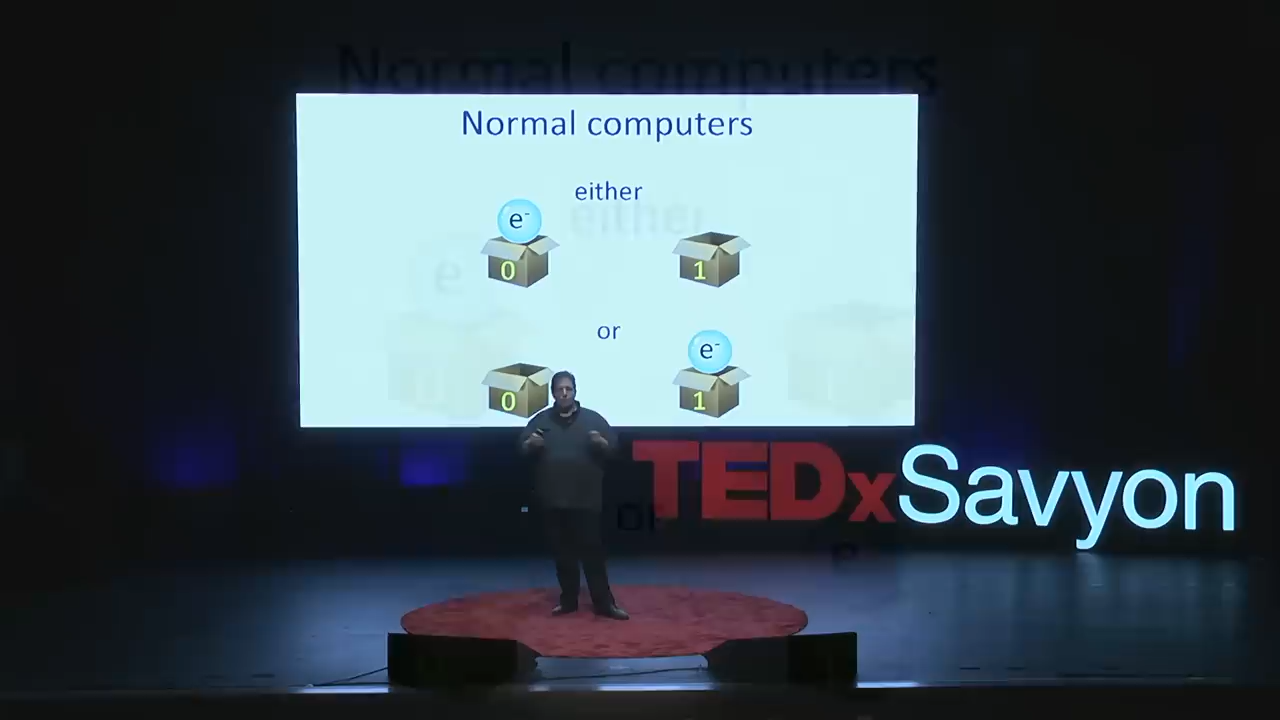 Normal computers
either
e-
0
1
or
e-
0
1
TEDxSavyon